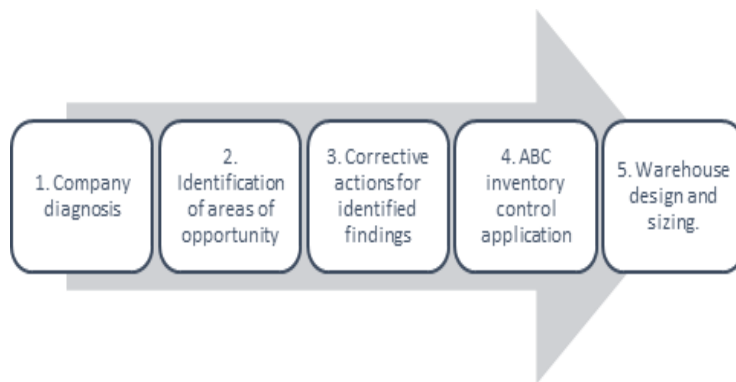 1. Company
diagnosis
2.
Identification
of areas of
opportunity
3. Corrective
actions for
identified
findings
4. ABC
inventory
control
application
5. Warehouse
design and
sizing.